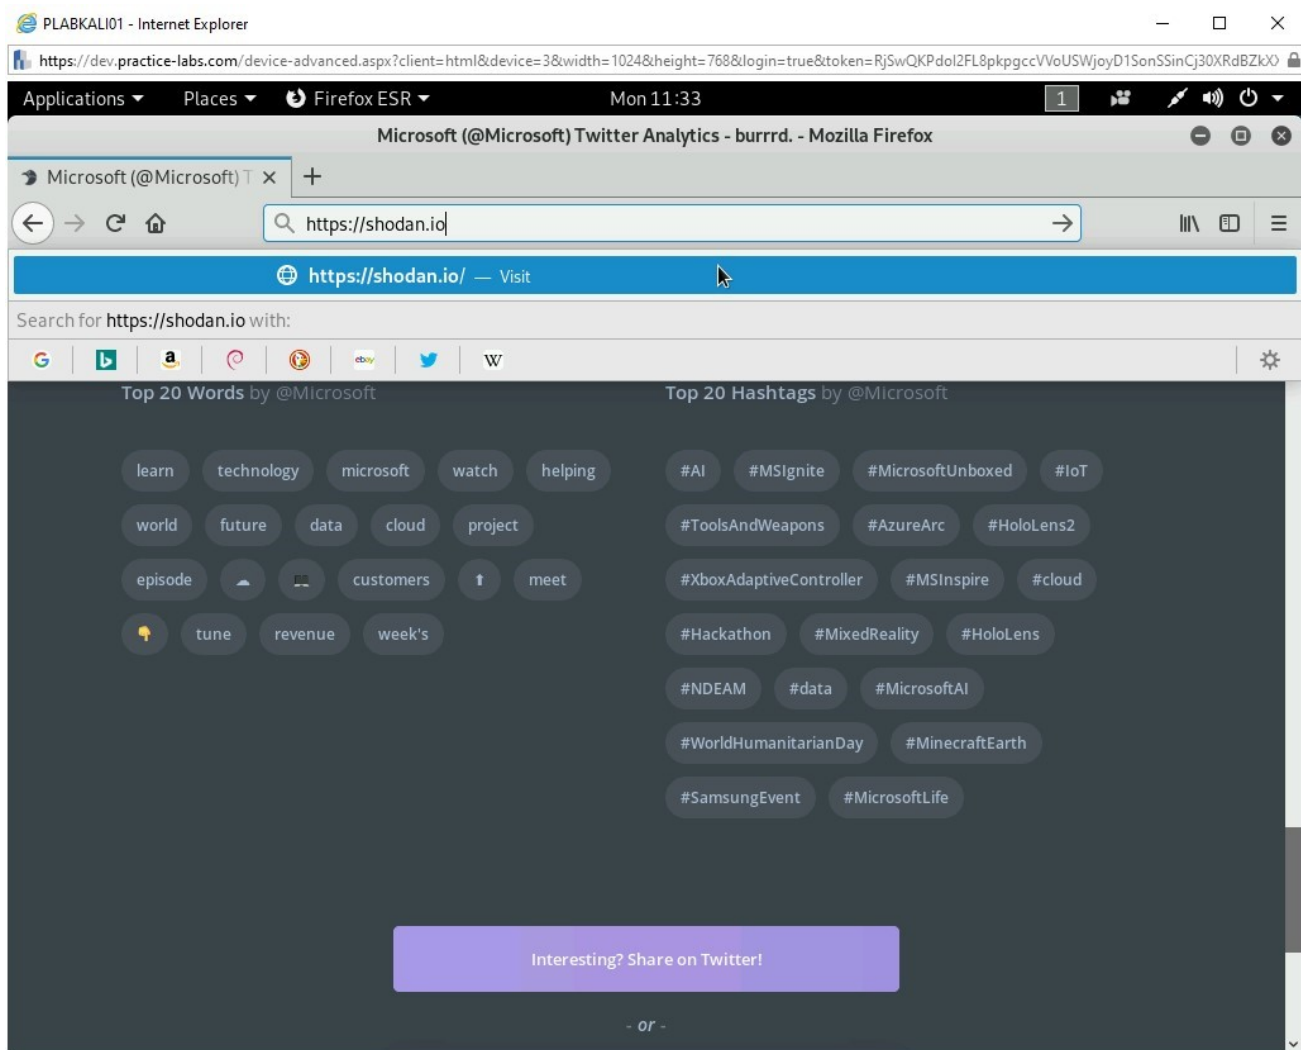 PLABKALI01 - Internet Explorer
https://dev.practice-labs.com/device-advanced.aspx?client=html&device=3&width=1024&height=768&login=true&token=
Applications Places Firefox ESR Mon 11:33 1
Microsoft (@Microsoft) Twitter Analytics - burrrd. - Mozilla Firefox
Microsoft (@Microsoft) T
https://shodan.io
https://shodan.io/ — Visit
Search for https://shodan.io with:
G b a ebay W
Top 20 Words by @Microsoft Top 20 Hashtags by @Microsoft
learn technology microsoft watch helping #AI #MSIgnite #MicrosoftUnboxed #IoT
world future data cloud project #ToolsAndWeapons #AzureArc #HoloLens2
episode customers meet #XboxAdaptiveController #MSInspire #cloud
tune revenue week's #Hackathon #MixedReality #HoloLens
#NDEAM #data #MicrosoftAI
#WorldHumanitarianDay #MinecraftEarth
#SamsungEvent #MicrosoftLife
Interesting? Share on Twitter!
- or -